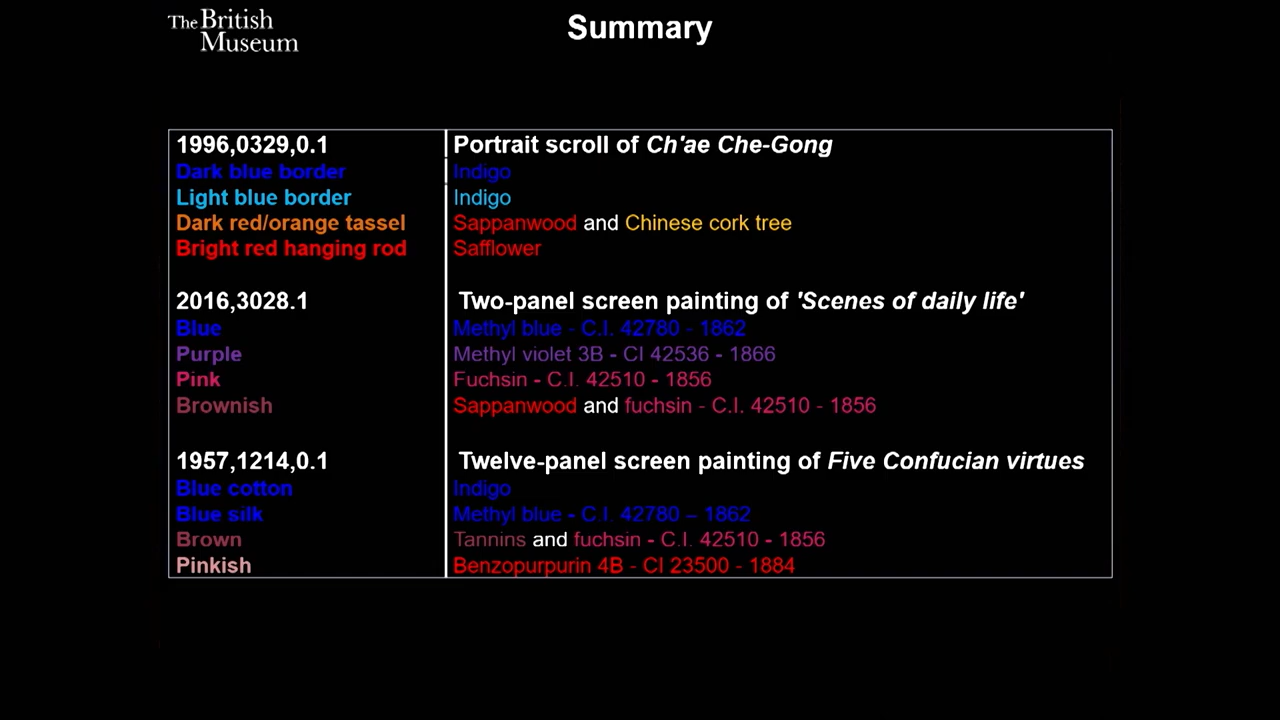 The British
Museum
Summary
1996,0329,0.1 Portrait scroll of Ch'ae Che-Gong
Dark blue border Indigo
Light blue border Indigo
Dark red/orange tassel Sappanwood and Chinese cork tree
Bright red hanging rod Safflower
2016,3028.1 Two-panel screen painting of 'Scenes of daily life'
Blue Methyl blue - C.I. 42780 - 1862
Purple Methyl violet 3B - CI 42536 - 1866
Pink Fuchsin - C.I. 42510 - 1856
Brownish Sappanwood and fuchsin - C.I. 42510 - 1856
1957,1214,0.1 Twelve-panel screen painting of Five Confucian virtues
Blue cotton Indigo
Blue silk Methyl blue - C.I. 42780 – 1862
Brown Tannins and fuchsin - C.I. 42510 - 1856
Pinkish Benzopurpurin 4B - CI 23500 - 1884